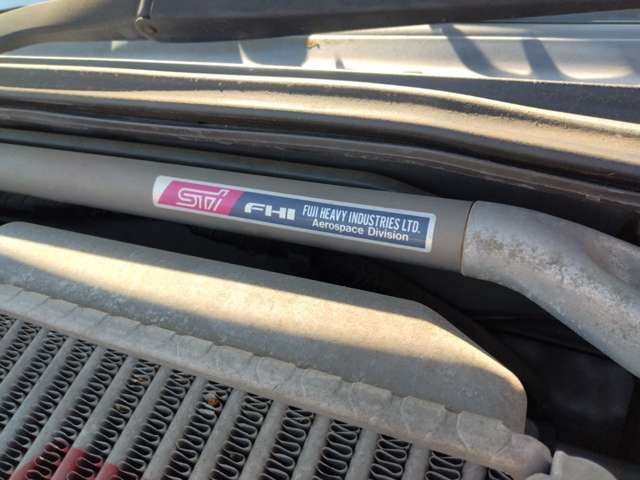 STI FHI FUJI HEAVY INDUSTRIES LTD.
Aerospace Division